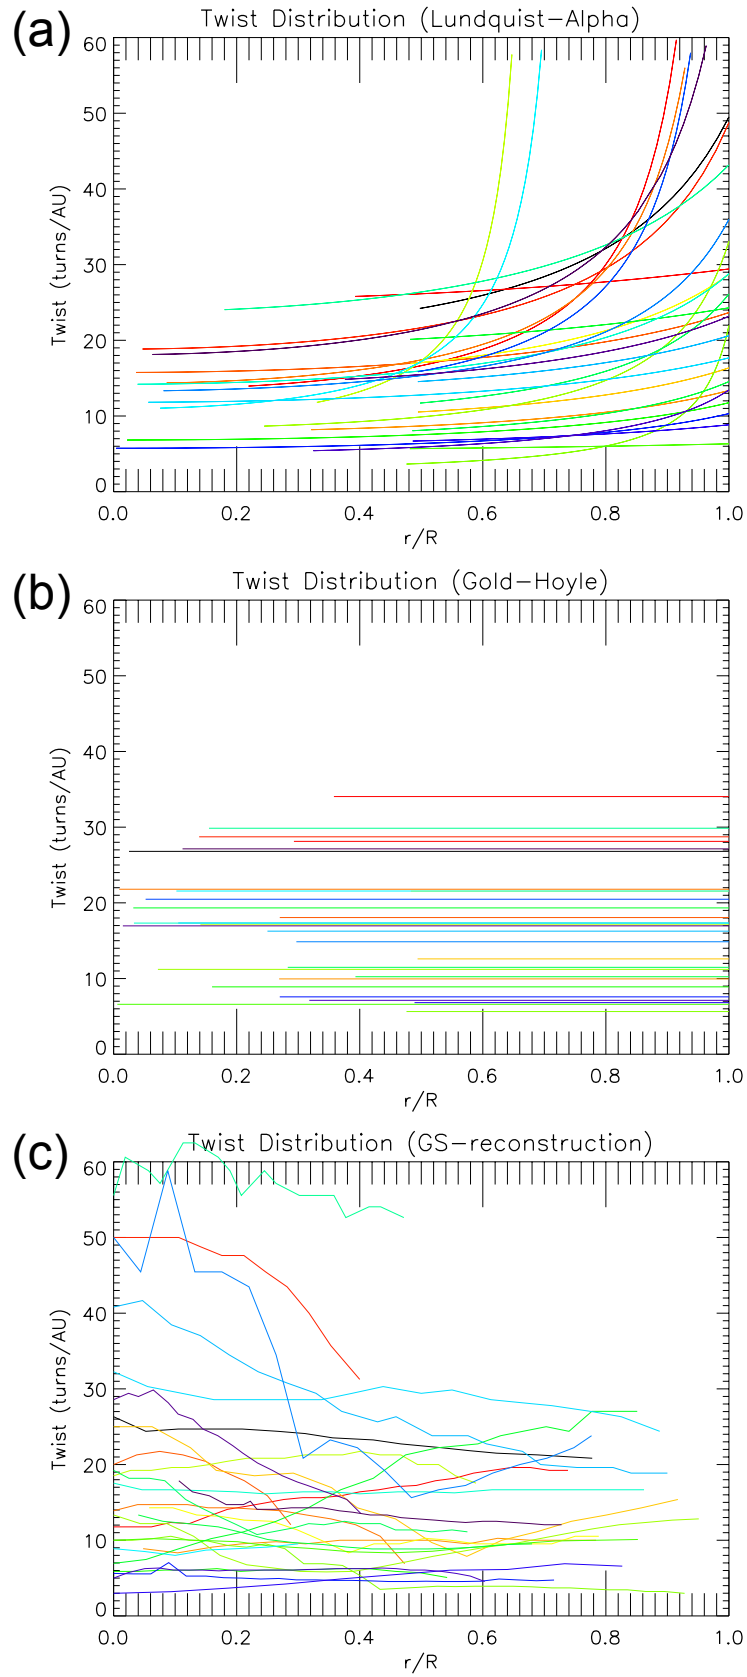 (a)
Twist Distribution (Lundquist-Alpha)
60
50
40
30
20
10
0
Twist (turns/AU)
0.0 0.2 0.4 0.6 0.8 1.0
r/R
(b)
Twist Distribution (Gold-Hoyle)
60
50
40
30
20
10
0
Twist (turns/AU)
0.0 0.2 0.4 0.6 0.8 1.0
r/R
(c)
Twist Distribution (GS-reconstruction)
60
50
40
30
20
10
0
Twist (turns/AU)
0.0 0.2 0.4 0.6 0.8 1.0
r/R